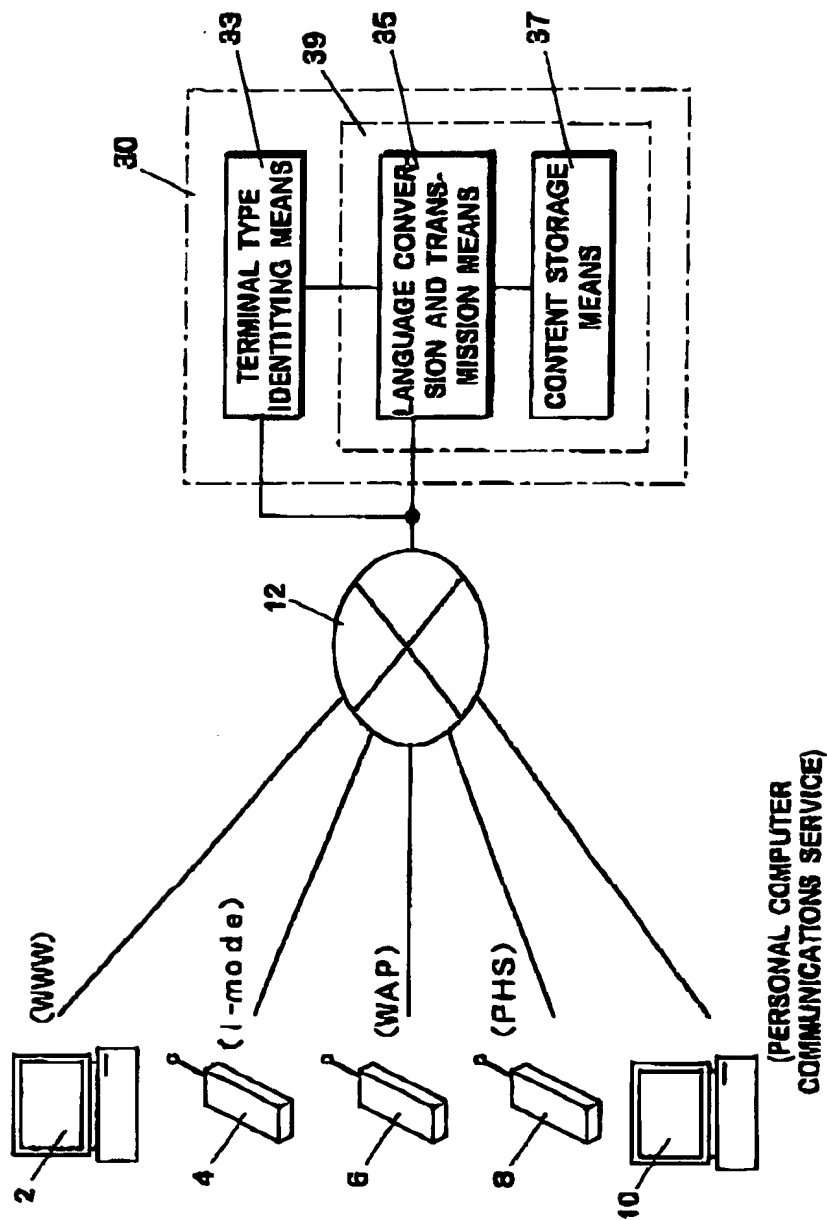 30
33
39
35
37
TERMINAL TYPE
IDENTIYING MEANS
LANGUAGE CONVER
SION AND TRANS-
MISSION MEANS
CONTENT STORAGE
MEANS
12
(WWW)
(i-mode)
(WAP)
(PHS)
(PERSONAL COMPUTER
COMMUNICATIONS SERVICE)
2
4
6
8
10